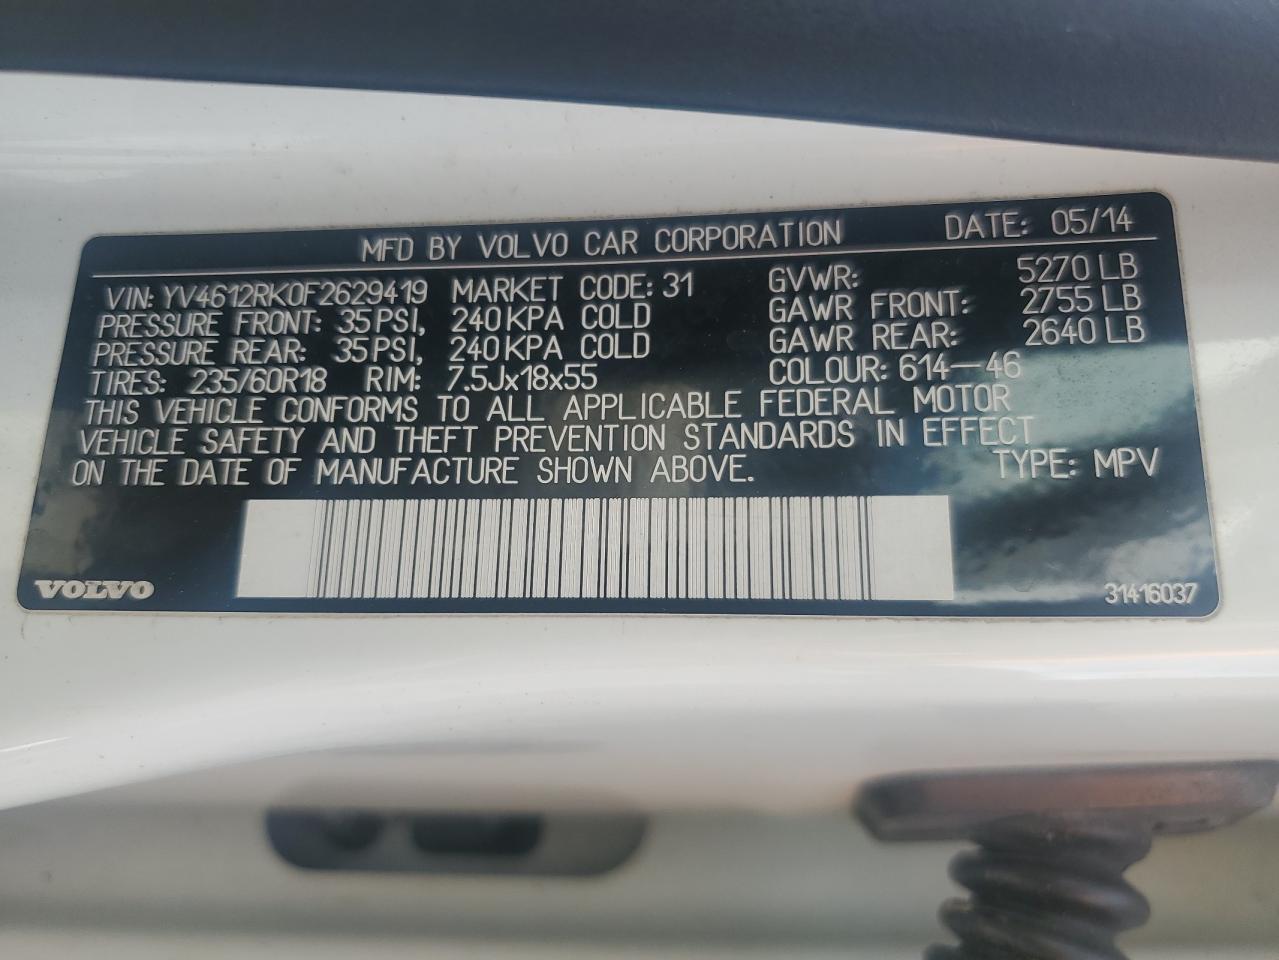 MFD BY VOLVO CAR CORPORATION DATE: 05/14
VIN: YV4612RK0F2629419 MARKET CODE: 31 GVWR: 5270 LB
PRESSURE FRONT: 35 PSI, 240 KPA COLD GAWR FRONT: 2755 LB
PRESSURE REAR: 35 PSI, 240 KPA COLD GAWR REAR: 2640 LB
TIRES: 235/60R18 RIM: 7.5Jx18x55 COLOUR: 614-46
THIS VEHICLE CONFORMS TO ALL APPLICABLE FEDERAL MOTOR
VEHICLE SAFETY AND THEFT PREVENTION STANDARDS IN EFFECT
ON THE DATE OF MANUFACTURE SHOWN ABOVE. TYPE: MPV
VOLVO 31416037